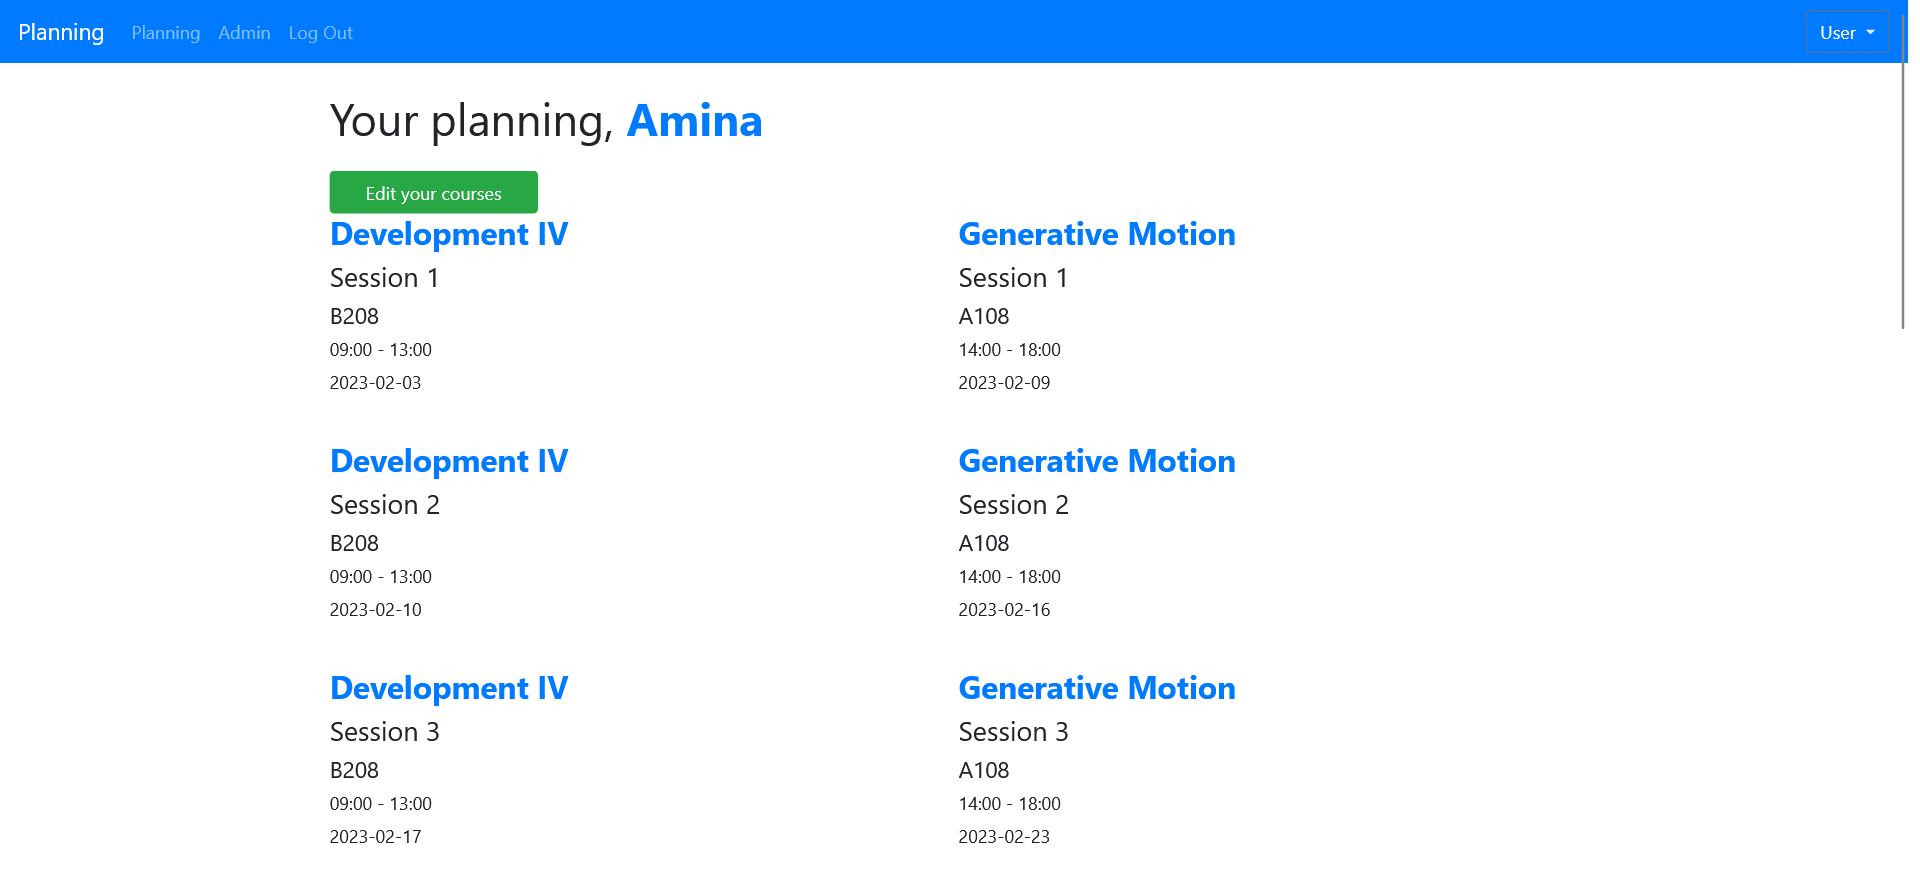 Planning Planning Admin Log Out User
Your planning, Amina
Edit your courses
Development IV
Session 1
B208
09:00 - 13:00
2023-02-03
Generative Motion
Session 1
A108
14:00 - 18:00
2023-02-09
Development IV
Session 2
B208
09:00 - 13:00
2023-02-10
Generative Motion
Session 2
A108
14:00 - 18:00
2023-02-16
Development IV
Session 3
B208
09:00 - 13:00
2023-02-17
Generative Motion
Session 3
A108
14:00 - 18:00
2023-02-23